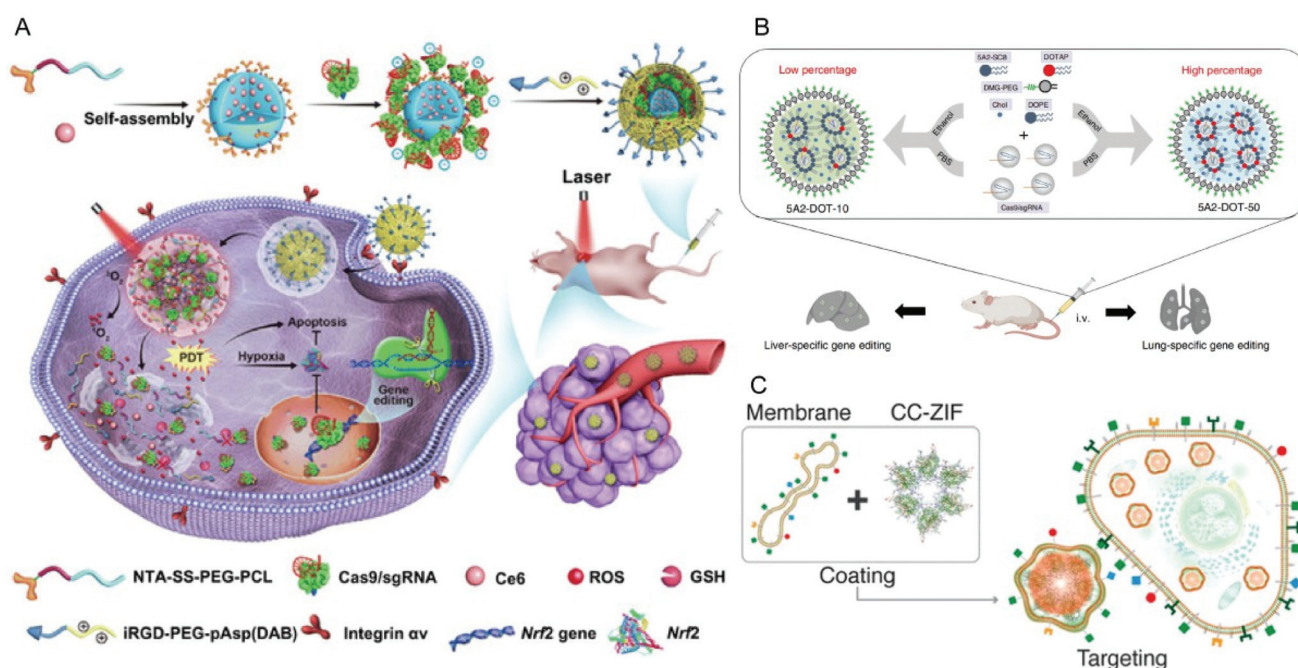 A
Self-assembly
Laser
³O₂
¹O₂
PDT
Apoptosis
Hypoxia
Gene
editing
NTA-SS-PEG-PCL
Cas9/sgRNA
Ce6
ROS
GSH
iRGD-PEG-pAsp(DAB)
Integrin αv
Nrf2 gene
Nrf2
B
Low percentage
5A2-SC8
DOTAP
DMG-PEG
Chol
DOPE
High percentage
Ethanol
PBS
+
Ethanol
PBS
Cas9/sgRNA
5A2-DOT-10
5A2-DOT-50
i.v.
Liver-specific gene editing
Lung-specific gene editing
C
Membrane
CC-ZIF
+
Coating
Targeting